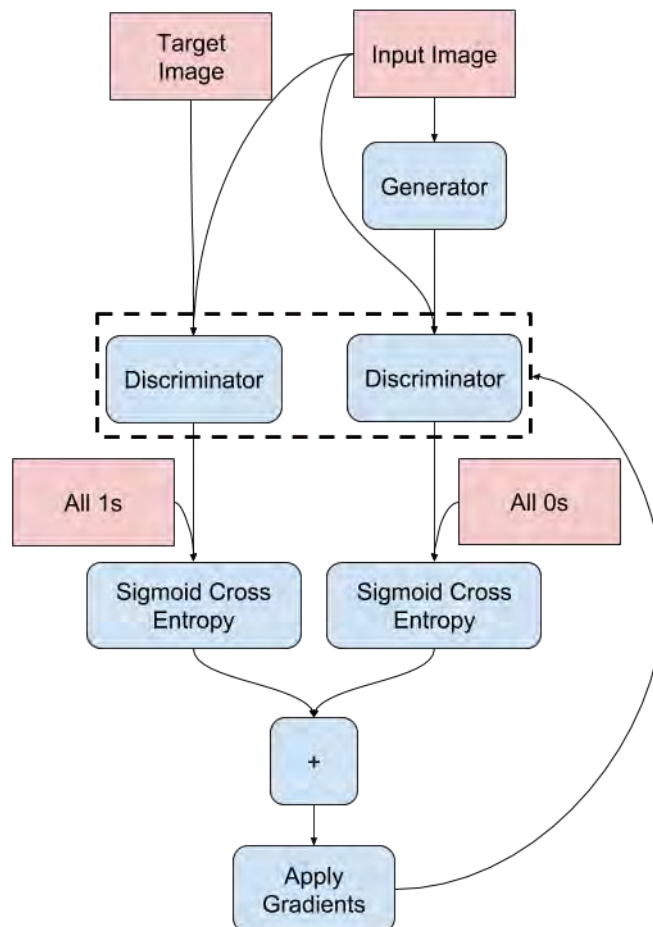 Target
Image
Input Image
Generator
Discriminator
Discriminator
All 1s
All 0s
Sigmoid Cross
Entropy
Sigmoid Cross
Entropy
+
Apply
Gradients